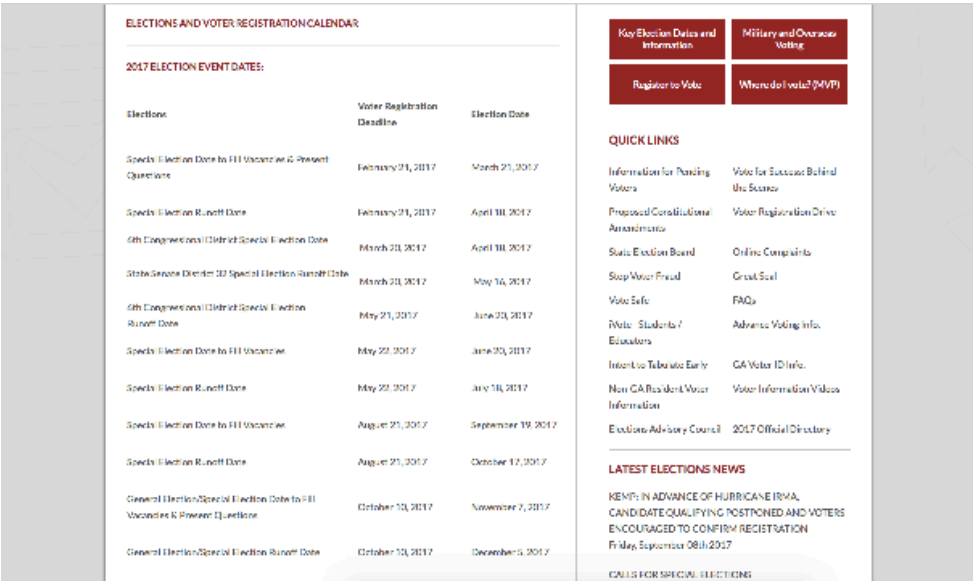 ELECTIONS AND VOTER REGISTRATION CALENDAR
2017 ELECTION EVENT DATES:
Elections
Voter Registration
Deadline
Election Date
Special Election Date to Fill Vacancies & Present
Questions
February 21, 2017
March 21, 2017
Special Election Runoff Date
February 21, 2017
April 18, 2017
6th Congressional District Special Election Date
March 20, 2017
April 18, 2017
State Senate District 32 Special Election Runoff Date
March 20, 2017
May 16, 2017
6th Congressional District Special Election
Runoff Date
May 21, 2017
June 20, 2017
Special Election Date to Fill Vacancies
May 22, 2017
June 20, 2017
Special Election Runoff Date
May 22, 2017
July 18, 2017
Special Election Date to Fill Vacancies
August 21, 2017
September 19, 2017
Special Election Runoff Date
August 21, 2017
October 17, 2017
General Election/Special Election Date to Fill
Vacancies & Present Questions
October 10, 2017
November 7, 2017
General Election/Special Election Runoff Date
October 10, 2017
December 5, 2017
Key Election Dates and
Information
Military and Overseas
Voting
Register to Vote
Where do I vote? (MVP)
QUICK LINKS
Information for Pending
Voters
Vote for Success: Behind
the Scenes
Proposed Constitutional
Amendments
Voter Registration Drive
State Election Board
Online Complaints
Stop Voter Fraud
Great Seal
Vote Safe
FAQs
iVote - Students /
Educators
Advance Voting Info.
Intent to Tabulate Early
GA Voter ID Info.
Non GA Resident Voter
Information
Voter Information Videos
Elections Advisory Council
2017 Official Directory
LATEST ELECTIONS NEWS
KEMP: IN ADVANCE OF HURRICANE IRMA,
CANDIDATE QUALIFYING POSTPONED AND VOTERS
ENCOURAGED TO CONFIRM REGISTRATION
Friday, September 08th 2017
CALLS FOR SPECIAL ELECTIONS